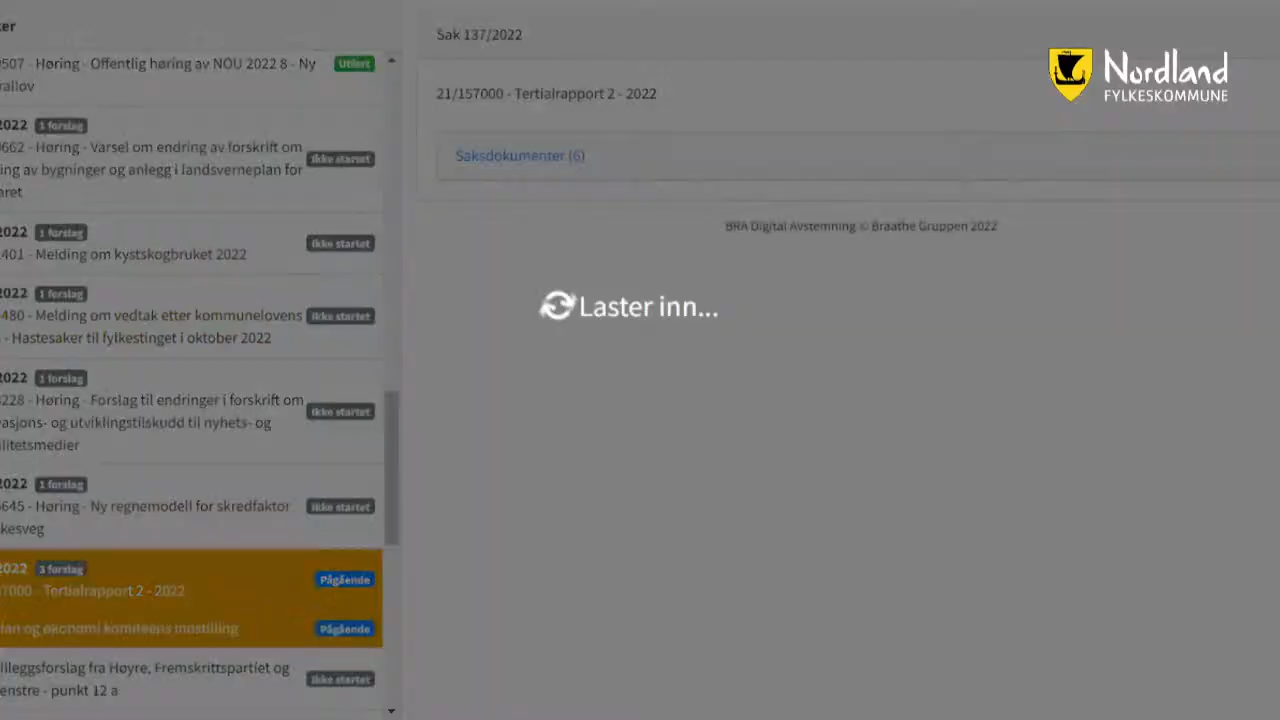 ker
507 - Høring - Offentlig høring av NOU 2022 8 - Ny
Utført
rallov
2022 1 forslag
662 - Høring - Varsel om endring av forskrift om
ing av bygninger og anlegg i landsverneplan for
Ikke startet
aret
2022 1 forslag
401 - Melding om kystskogbruket 2022
Ikke startet
2022 1 forslag
480 - Melding om vedtak etter kommunelovens
Ikke startet
- Hastesaker til fylkestinget i oktober 2022
2022 1 forslag
228 - Høring - Forslag til endringer i forskrift om
asjons- og utviklingstilskudd til nyhets- og
Ikke startet
litetsmedier
2022 1 forslag
645 - Høring - Ny regnemodell for skredfaktor
Ikke startet
kesveg
2022 3 forslag
7000 - Tertialrapport 2 - 2022
Pågående
lan og økonomi komiteens innstilling
Pågående
illeggsforslag fra Høyre, Fremskrittspartiet og
enstre - punkt 12 a
Ikke startet
Sak 137/2022
21/157000 - Tertialrapport 2 - 2022
Saksdokumenter (6)
BRA Digital Avstemning © Braathe Gruppen 2022
Laster inn...
Nordland
FYLKESKOMMUNE